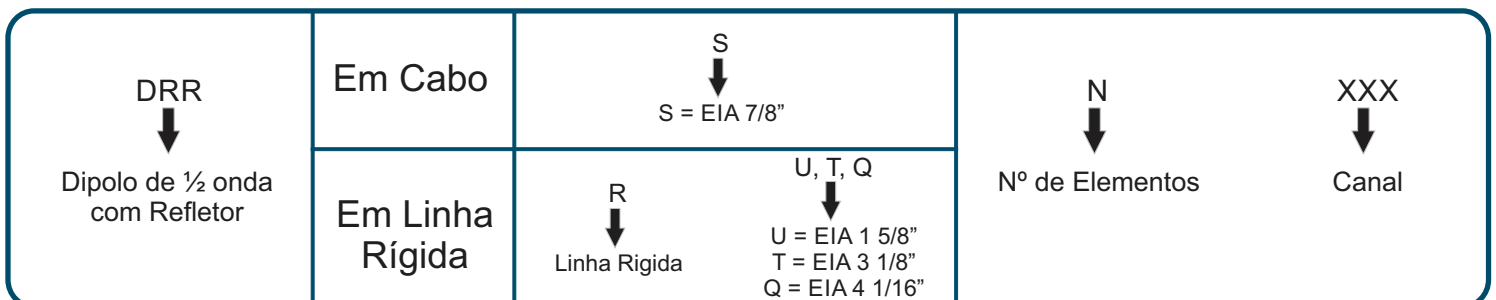 DRR
Dipolo de ½ onda
com Refletor
Em Cabo
S
S = EIA 7/8”
Em Linha
Rígida
R
Linha Rigida
U, T, Q
U = EIA 1 5/8”
T = EIA 3 1/8”
Q = EIA 4 1/16”
N
Nº de Elementos
XXX
Canal